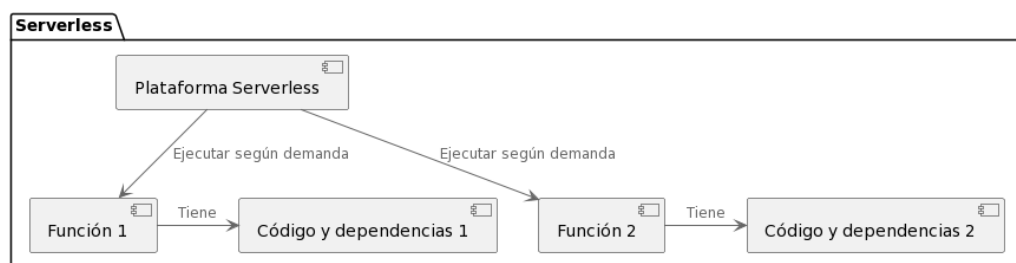 Serverless
Plataforma Serverless
Ejecutar según demanda
Ejecutar según demanda
Función 1
Tiene
Código y dependencias 1
Función 2
Tiene
Código y dependencias 2